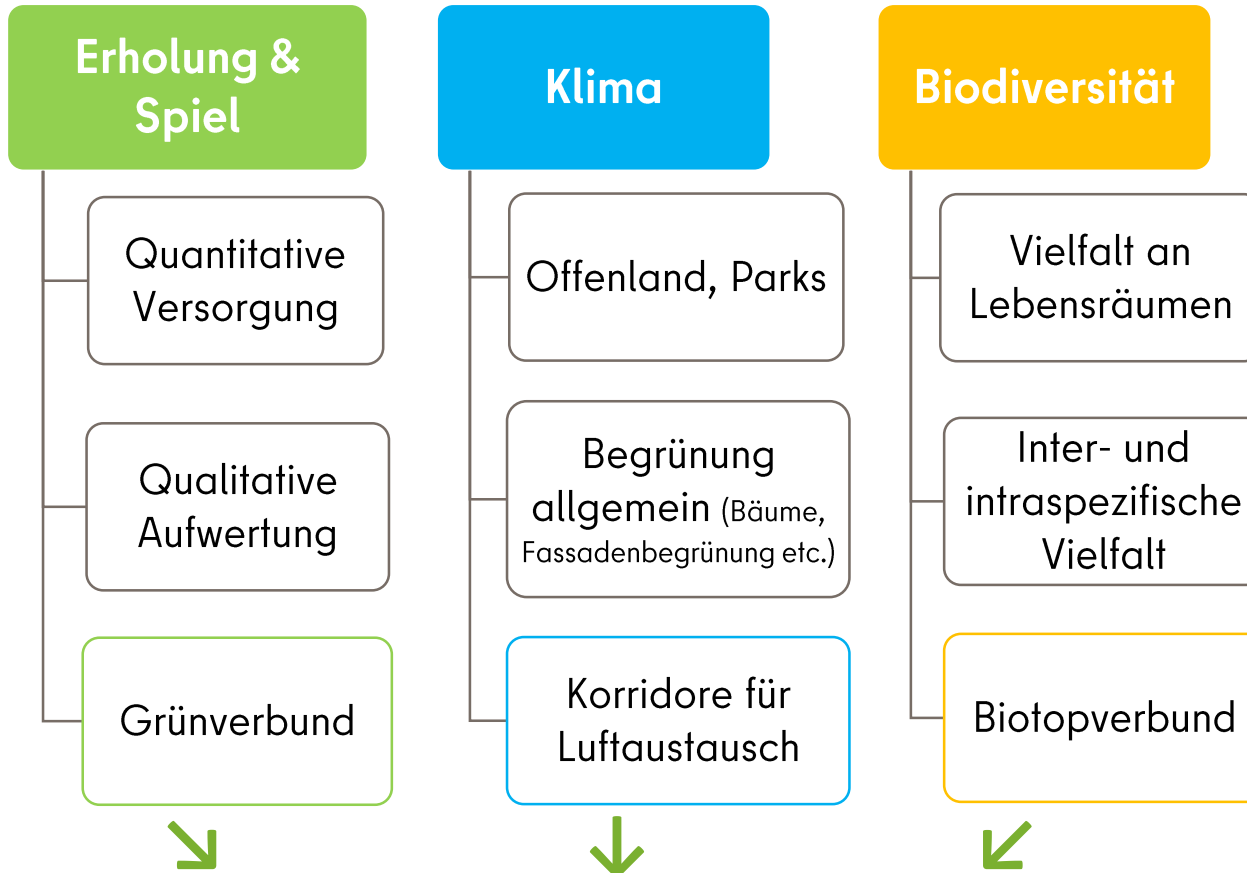 Erholung &
Spiel
Quantitative
Versorgung
Qualitative
Aufwertung
Grünverbund
Klima
Offenland, Parks
Begrünung
allgemein (Bäume,
Fassadenbegrünung etc.)
Korridore für
Luftaustausch
Biodiversität
Vielfalt an
Lebensräumen
Inter- und
intraspezifische
Vielfalt
Biotopverbund